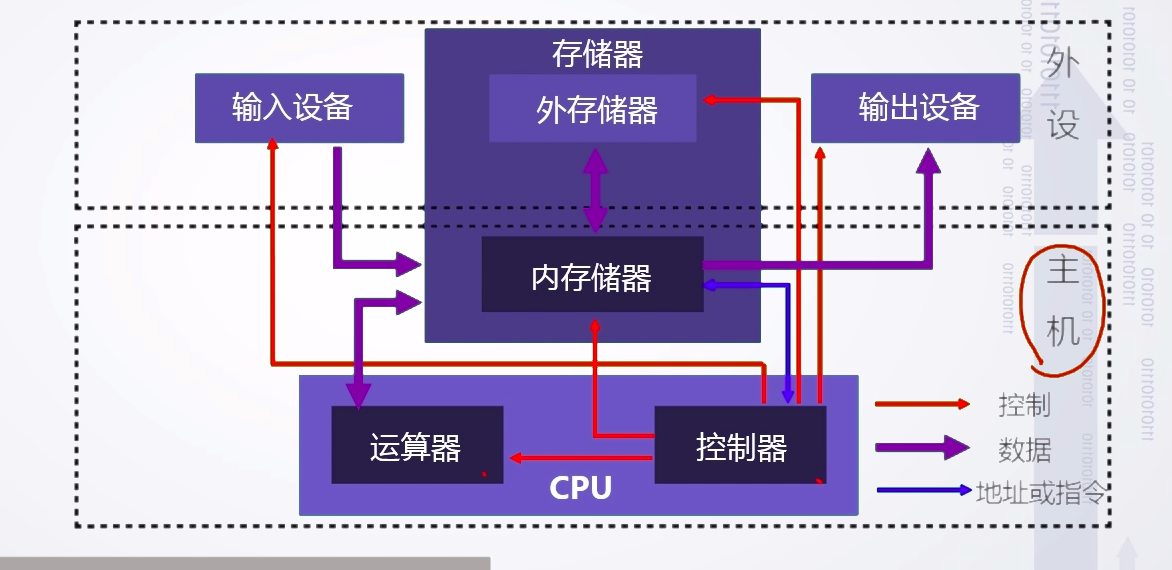 存储器
输入设备
外存储器
输出设备
外
设
内存储器
主
机
运算器
控制器
CPU
控制
数据
地址或指令